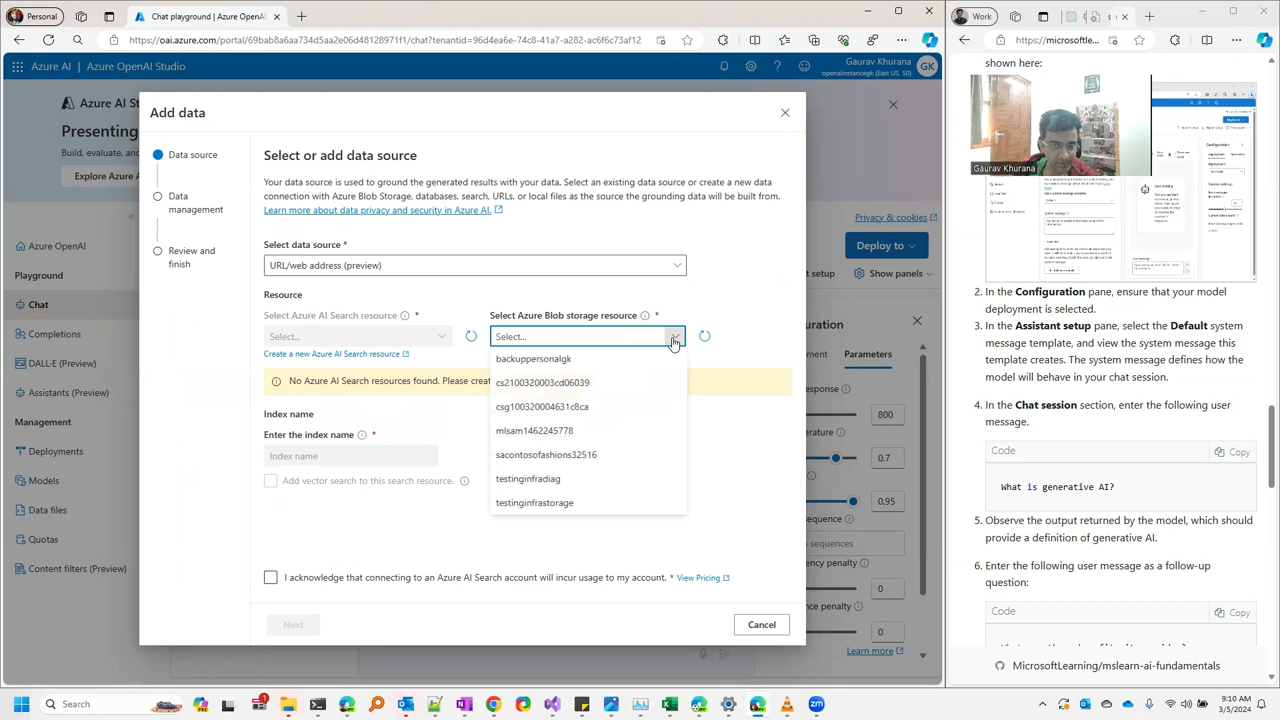 Personal
Chat playground | Azure OpenAI
https://oai.azure.com/portal/69bab8a6aa734d5aa2e06d48128971f1/chat?tenantid=96d4ea6e-74c8-41a7-a282-ac6f6c73af12
Azure AI | Azure OpenAI Studio
Gaurav Khurana
openaiinstancegk (East US, S0)
GK
Azure AI S
Presenting
Build, evaluate, and
Explore Azure A
Privacy & cookies
Deploy to
setup
Show panels
Azure OpenAI
Playground
Chat
Completions
DALL-E (Preview)
Assistants (Preview)
Management
Deployments
Models
Data files
Quotas
Content filters (Preview)
Add data
Data source
Data
management
Review and
finish
Select or add data source
Your data source is used to ground the generated results with your data. Select an existing data source or create a new data
connection with Azure Blob Storage, database,search, URL, or local files as the source the grounding data will be built from.
Learn more about data privacy and security in Azure AI.
Select data source *
URL/web address (preview)
Resource
Select Azure AI Search resource *
Select...
Create a new Azure AI Search resource
Select Azure Blob storage resource *
Select...
backuppersonalgk
cs2100320003cd06039
csg100320004631c8ca
mlsam1462245778
sacontosofashions32516
testinginfradiag
testinginfrastorage
No Azure AI Search resources found. Please creat
Index name
Enter the index name *
Index name
Add vector search to this search resource.
I acknowledge that connecting to an Azure AI Search account will incur usage to my account. * View Pricing
Next
Cancel
uration
Parameters
esponse
800
erature
0.7
0.95
equence
sequences
ency penalty
0
ence penalty
0
Learn more
Work
https://microsoftle...
shown here:
Gaurav Khurana
2. In the Configuration pane, ensure that your model
deployment is selected.
3. In the Assistant setup pane, select the Default system
message template, and view the system message this
template creates. The system message defines how the
model will behave in your chat session.
4. In the Chat session section, enter the following user
message.
Code
Copy
What is generative AI?
5. Observe the output returned by the model, which should
provide a definition of generative AI.
6. Enter the following user message as a follow-up
question:
Code
Copy
MicrosoftLearning/mslearn-ai-fundamentals
Search
1
9:10 AM
3/3/2024